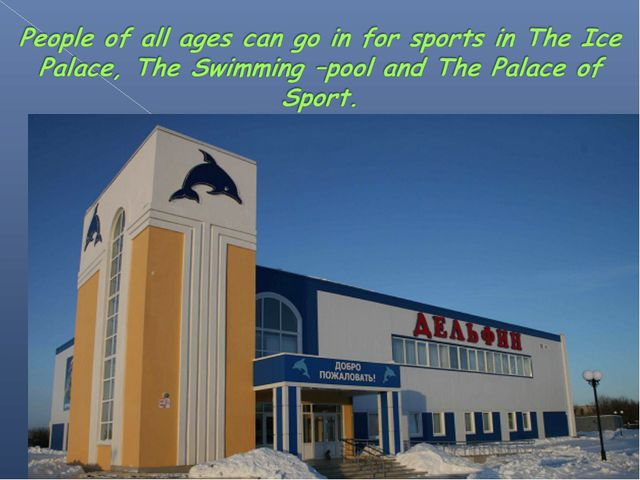 People of all ages can go in for sports in The Ice
Palace, The Swimming -pool and The Palace of
Sport.
ДЕЛЬФИН
ДОБРО
ПОЖАЛОВАТЬ!